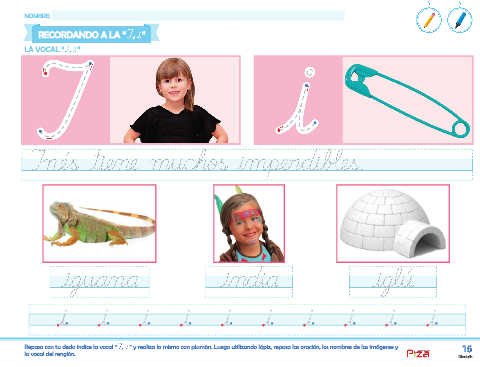 NOMBRE
RECORDANDO A LA "I, i"
LA VOCAL "I, i"
I i
Inés tiene muchos imperdibles.
iguana india iglú
i. i. i. i. i. i. i. i. i. i.
Repasa con tu dedo índice la vocal "I, i" y realiza lo mismo con plumón. Luego utilizando lápiz, repasa la oración, los nombres de las imágenes y
la vocal del renglón.
PIZA
16